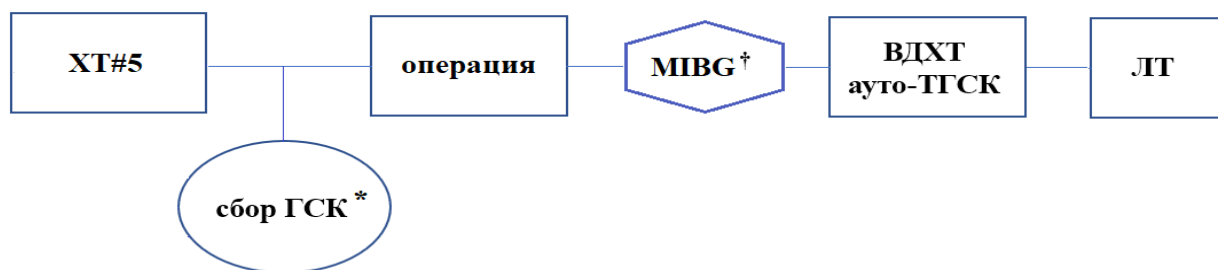 ХТ#5
операция
MIBG†
ВДХТ
ауто-ТГСК
ЛТ
сбор ГСК*